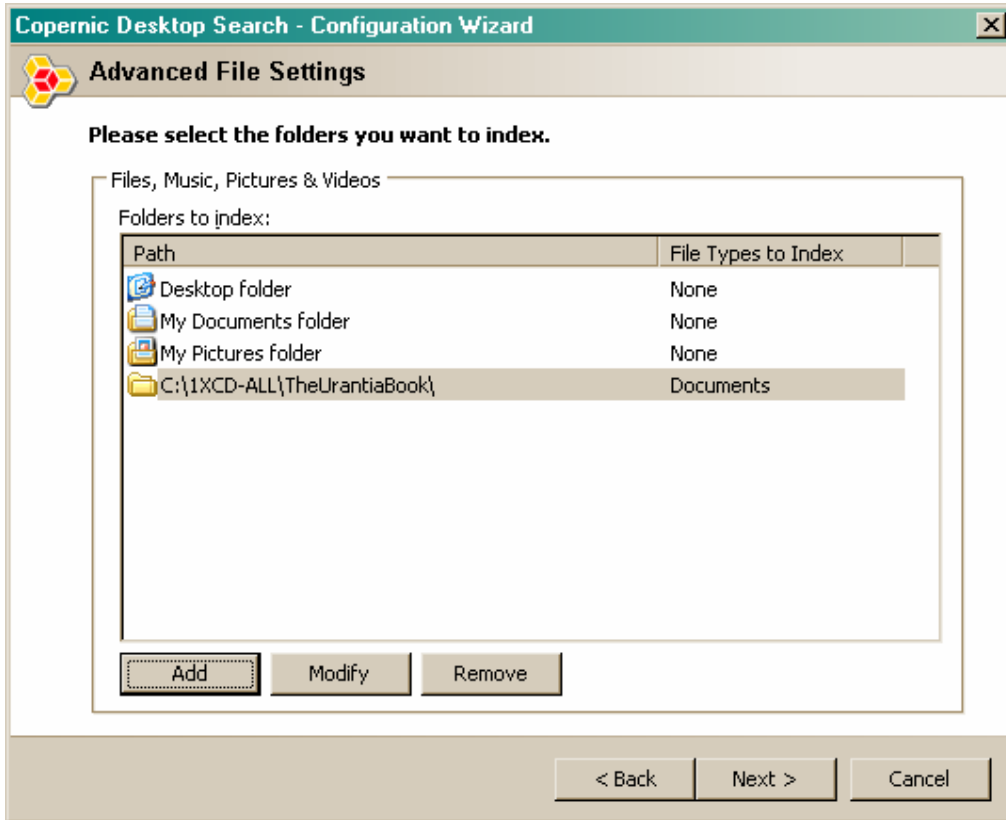 Copernic Desktop Search - Configuration Wizard
Advanced File Settings
Please select the folders you want to index.
Files, Music, Pictures & Videos
Folders to index:
Path File Types to Index
Desktop folder None
My Documents folder None
My Pictures folder None
C:\1XCD-ALL\TheUrantiaBook\ Documents
Add Modify Remove
< Back Next > Cancel